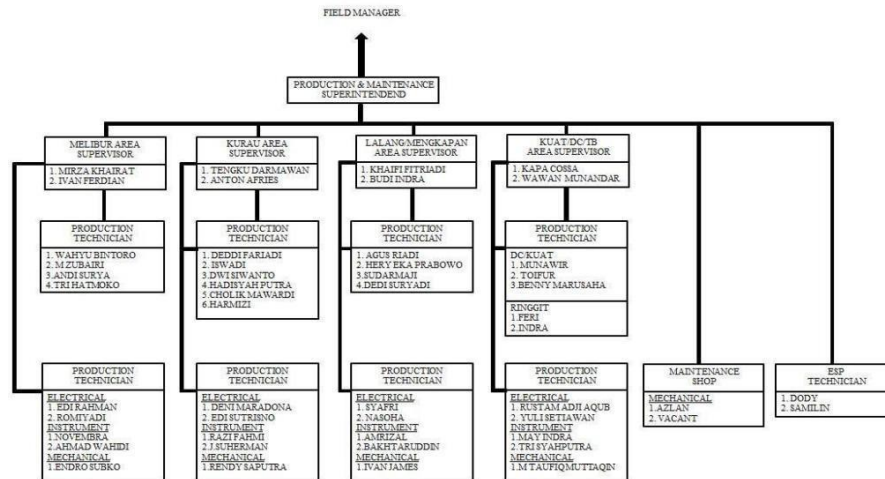 FIELD MANAGER
PRODUCTION & MAINTENANCE
SUPERINTENDEND
MELIBUR AREA
SUPERVISOR
1. MIRZA KHAIRAT
2. IVAN FERDIAN
KURAU AREA
SUPERVISOR
1. TENGKU DARMAWAN
2. ANTON AFRIES
LALANG/MENGKAPAN
AREA SUPERVISOR
1. KHAIFI FITRIADI
2. BUDI INDRA
KUAT/DC/TB
AREA SUPERVISOR
1. KAPA COSSA
2. WAWAN MUNANDAR
PRODUCTION
TECHNICIAN
1. WAHYU BINTORO
2. M ZUBAIRI
3.ANDI SURYA
4.TRI HATMOKO
PRODUCTION
TECHNICIAN
1. DEDDI FARIADI
2. ISWADI
3.DWI SIWANTO
4.HADISYAH PUTRA
5.CHOLIK MAWARDI
6.HARMIZI
PRODUCTION
TECHNICIAN
1. AGUS RIADI
2. HERY EKA PRABOWO
3.SUDARMAJI
4.DEDI SURYADI
PRODUCTION
TECHNICIAN
DC/KUAT
1. MUNAWIR
2. TOIFUR
3.BENNY MARUSAHA
RINGGIT
1.FERI
2.INDRA
PRODUCTION
TECHNICIAN
ELECTRICAL
1. EDI RAHMAN
2. ROMIYADI
INSTRUMENT
1.NOVEMBRA
2.AHMAD WAHIDI
MECHANICAL
1.ENDRO SUBKO
PRODUCTION
TECHNICIAN
ELECTRICAL
1. DENI MARADONA
2. EDI SUTRISNO
INSTRUMENT
1.RAZI FAHMI
2.J.SUHERMAN
MECHANICAL
1.RENDY SAPUTRA
PRODUCTION
TECHNICIAN
ELECTRICAL
1. SYAFRI
2. NASOHA
INSTRUMENT
1.AMRIZAL
2.BAKHTARUDDIN
MECHANICAL
1.IVAN JAMES
PRODUCTION
TECHNICIAN
ELECTRICAL
1. RUSTAM ADJI AQUB
2. YULI SETIAWAN
INSTRUMENT
1.MAY INDRA
2.TRI SYAHPUTRA
MECHANICAL
1.M TAUFIQ MUTTAQIN
MAINTENANCE
SHOP
MECHANICAL
1.AZLAN
2. VACANT
ESP
TECHNICIAN
1. DODY
2. SAMILIN